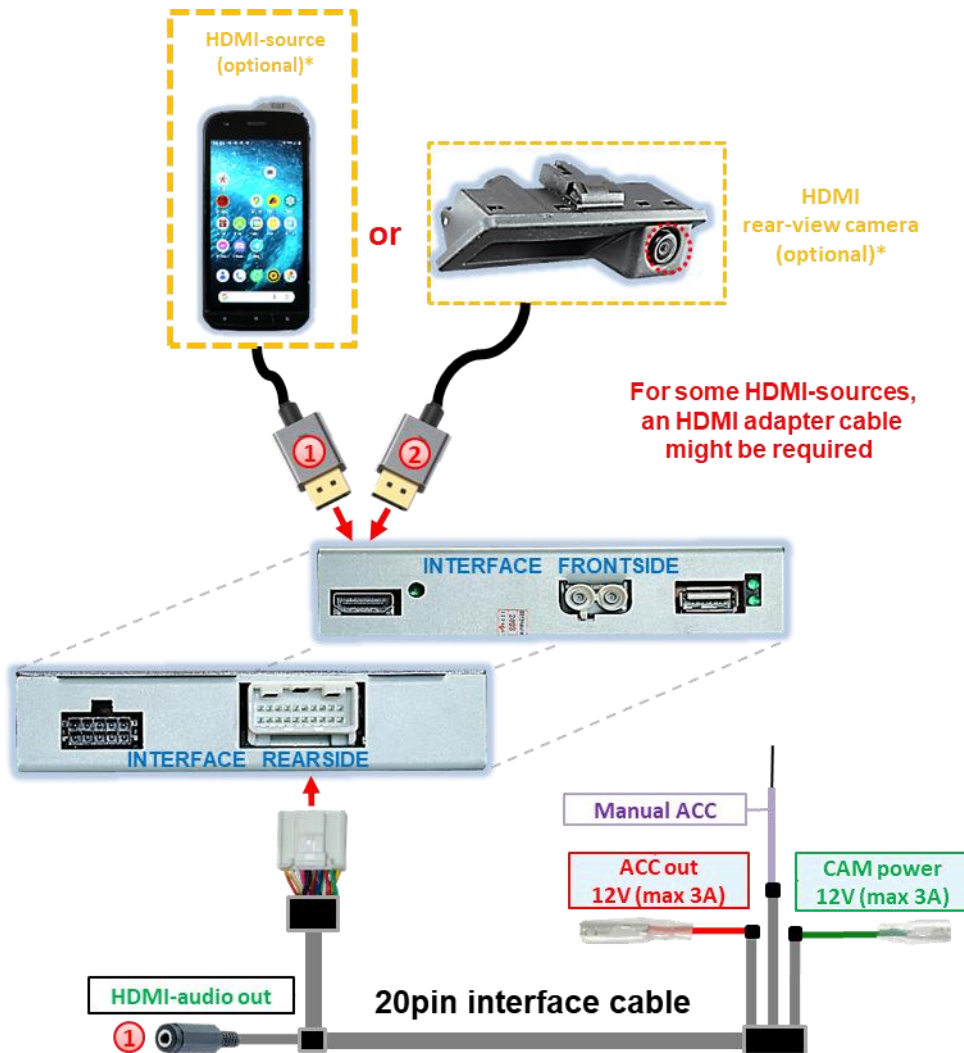 HDMI-source
(optional)*
or
HDMI
rear-view camera
(optional)*
1
2
For some HDMI-sources,
an HDMI adapter cable
might be required
INTERFACE FRONTSIDE
INTERFACE REARSIDE
Manual ACC
ACC out
12V (max 3A)
CAM power
12V (max 3A)
HDMI-audio out
20pin interface cable
1